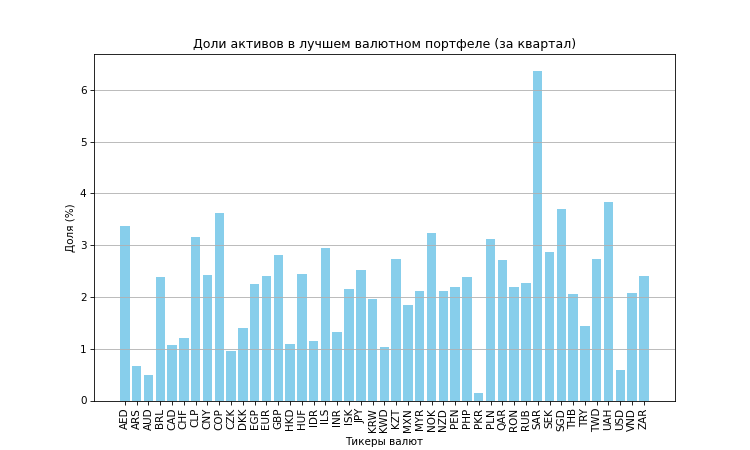 Доли активов в лучшем валютном портфеле (за квартал)
Доля (%)
6
5
4
3
2
1
0
AED
ARS
AUD
BRL
CAD
CHF
CLP
CNY
COP
CZK
DKK
EGP
EUR
GBP
HKD
HUF
IDR
ILS
INR
ISK
JPY
KRW
KWD
KZT
MXN
MYR
NOK
NZD
PEN
PHP
PKR
PLN
QAR
RON
RUB
SAR
SEK
SGD
THB
TRY
TWD
UAH
USD
VND
ZAR
Тикеры валют